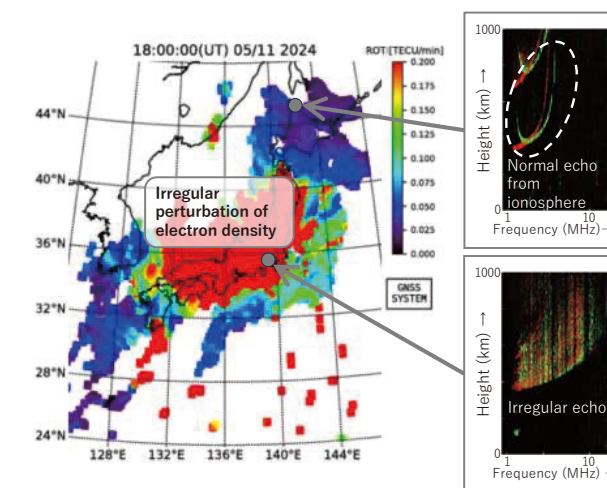 18:00:00(UT) 05/11 2024
ROT[TECU/min]
0.200
0.175
0.150
0.125
0.100
0.075
0.050
0.025
0.000
GNSS
SYSTEM
44°N
40°N
36°N
32°N
28°N
24°N
128°E 132°E 136°E 140°E 144°E
Irregular
perturbation of
electron density
1000
Height (km) →
0
Normal echo
from
ionosphere
1 10
Frequency (MHz)
1000
Height (km) →
0
Irregular echo
1 10
Frequency (MHz)